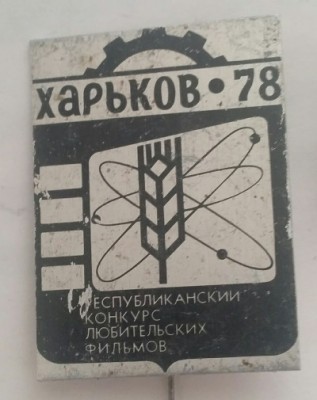 ХАРЬКОВ • 78
РЕСПУБЛИКАНСКИЙ
КОНКУРС
ЛЮБИТЕЛЬСКИХ
ФИЛЬМОВ